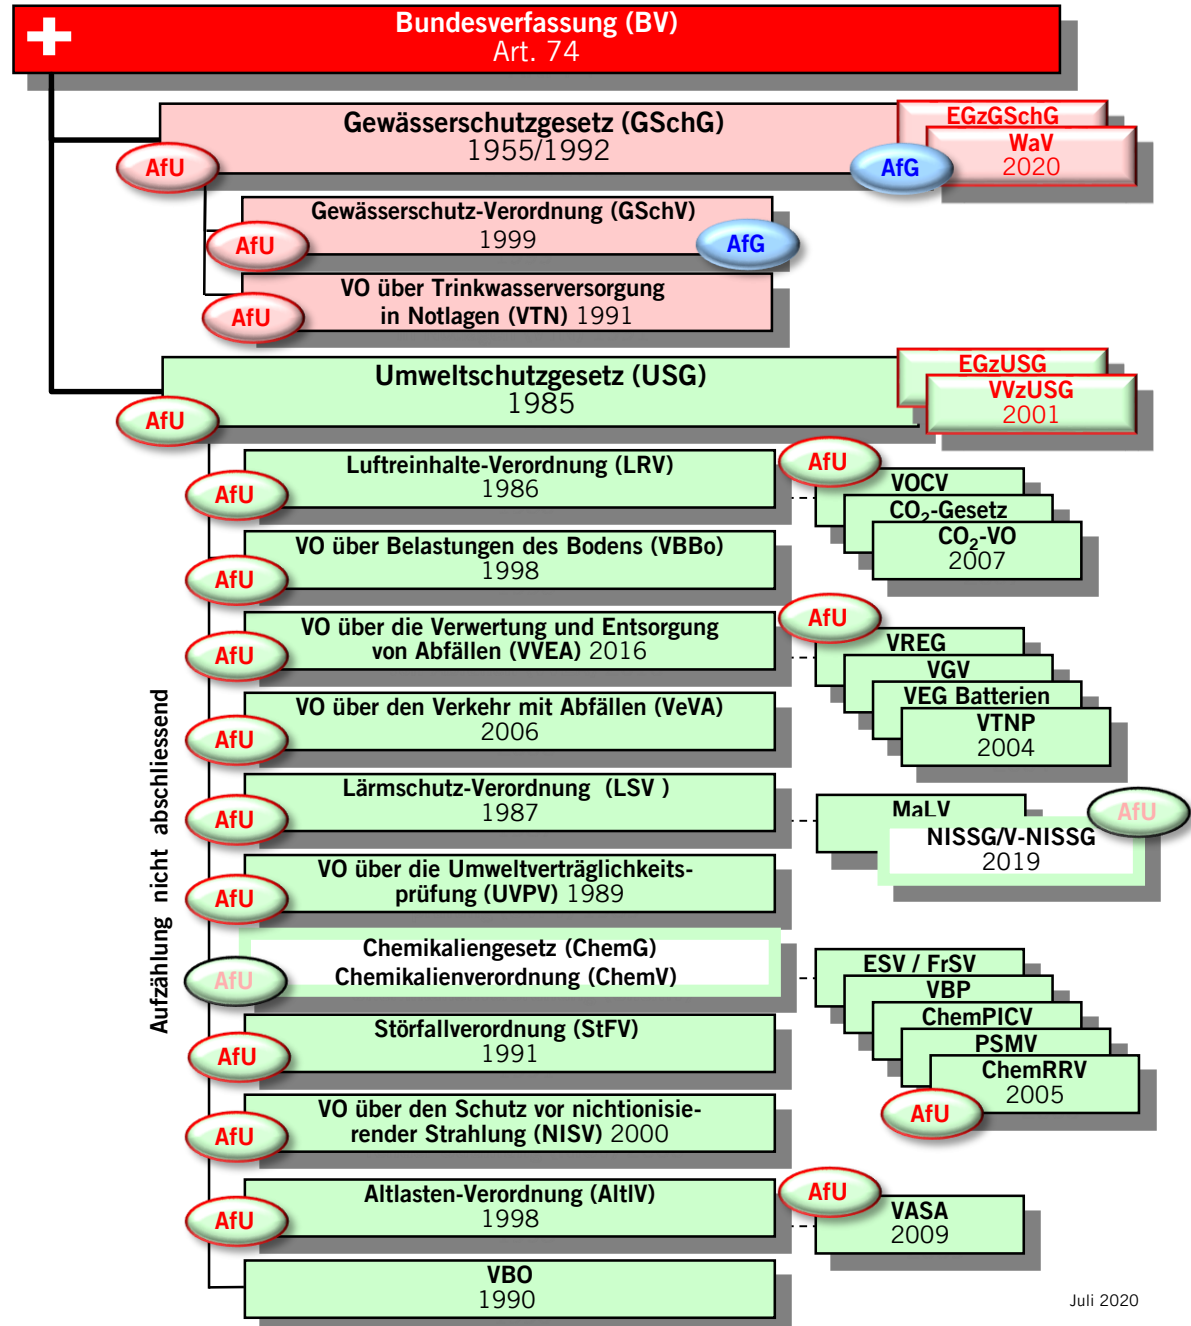 Bundesverfassung (BV)
Art. 74
Gewässerschutzgesetz (GSchG)
1955/1992
EGzGSchG
WaV
2020
AfU
AfG
Gewässerschutz-Verordnung (GSchV)
1999
AfU
AfG
VO über Trinkwasserversorgung
in Notlagen (VTN) 1991
AfU
Umweltschutzgesetz (USG)
1985
EGzUSG
VVzUSG
2001
AfU
Luftreinhalte-Verordnung (LRV)
1986
AfU
AfU
VOCV
CO₂-Gesetz
CO₂-VO
2007
VO über Belastungen des Bodens (VBBo)
1998
AfU
VO über die Verwertung und Entsorgung
von Abfällen (VVEA) 2016
AfU
AfU
VREG
VGV
VEG Batterien
VTNP
2004
VO über den Verkehr mit Abfällen (VeVA)
2006
AfU
Lärmschutz-Verordnung (LSV )
1987
AfU
MaLV
AfU
NISSG/V-NISSG
2019
VO über die Umweltverträglichkeits-
prüfung (UVPV) 1989
AfU
Chemikaliengesetz (ChemG)
Chemikalienverordnung (ChemV)
AfU
ESV / FrSV
VBP
ChemPICV
PSMV
ChemRRV
2005
AfU
Störfallverordnung (StFV)
1991
AfU
VO über den Schutz vor nichtionisie-
render Strahlung (NISV) 2000
AfU
Altlasten-Verordnung (AltlV)
1998
AfU
AfU
VASA
2009
VBO
1990
Aufzählung nicht abschliessend
Juli 2020